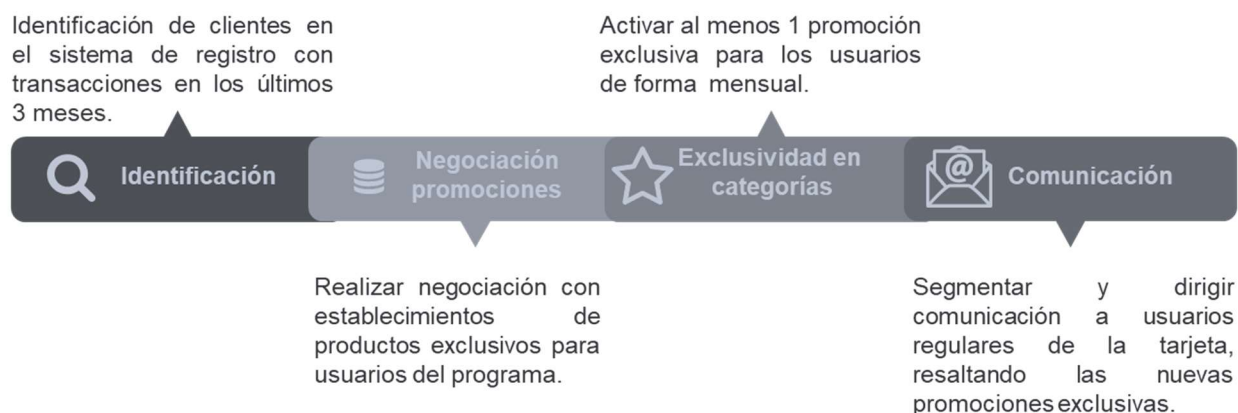 Identificación de clientes en
el sistema de registro con
transacciones en los últimos
3 meses.
Activar al menos 1 promoción
exclusiva para los usuarios
de forma mensual.
Identificación
Negociación
promociones
Exclusividad en
categorías
@
Comunicación
Realizar negociación con
establecimientos de
productos exclusivos para
usuarios del programa.
Segmentar y dirigir
comunicación a usuarios
regulares de la tarjeta,
resaltando las nuevas
promociones exclusivas.